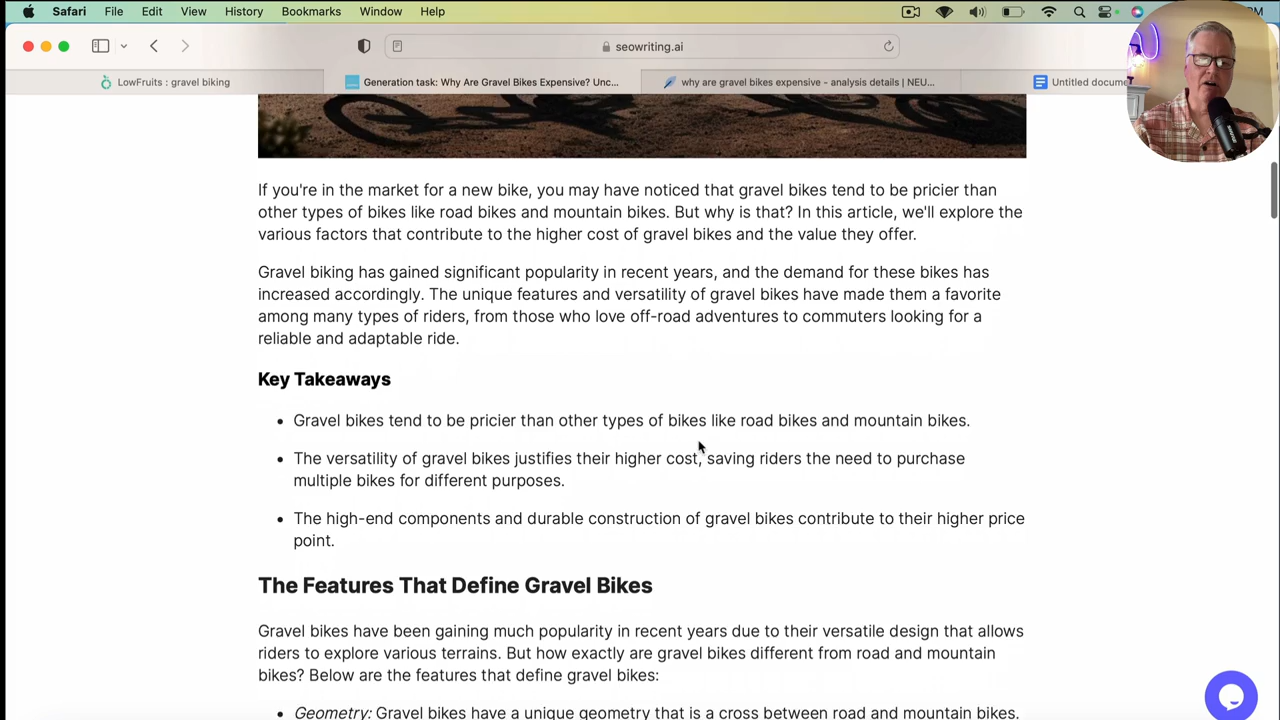 Safari File Edit View History Bookmarks Window Help
seowriting.ai
LowFruits : gravel biking
Generation task: Why Are Gravel Bikes Expensive? Unc...
why are gravel bikes expensive - analysis details | NEU...
Untitled docume
If you're in the market for a new bike, you may have noticed that gravel bikes tend to be pricier than
other types of bikes like road bikes and mountain bikes. But why is that? In this article, we'll explore the
various factors that contribute to the higher cost of gravel bikes and the value they offer.
Gravel biking has gained significant popularity in recent years, and the demand for these bikes has
increased accordingly. The unique features and versatility of gravel bikes have made them a favorite
among many types of riders, from those who love off-road adventures to commuters looking for a
reliable and adaptable ride.
Key Takeaways
• Gravel bikes tend to be pricier than other types of bikes like road bikes and mountain bikes.
• The versatility of gravel bikes justifies their higher cost, saving riders the need to purchase
multiple bikes for different purposes.
• The high-end components and durable construction of gravel bikes contribute to their higher price
point.
The Features That Define Gravel Bikes
Gravel bikes have been gaining much popularity in recent years due to their versatile design that allows
riders to explore various terrains. But how exactly are gravel bikes different from road and mountain
bikes? Below are the features that define gravel bikes:
• Geometry: Gravel bikes have a unique geometry that is a cross between road and mountain bikes.